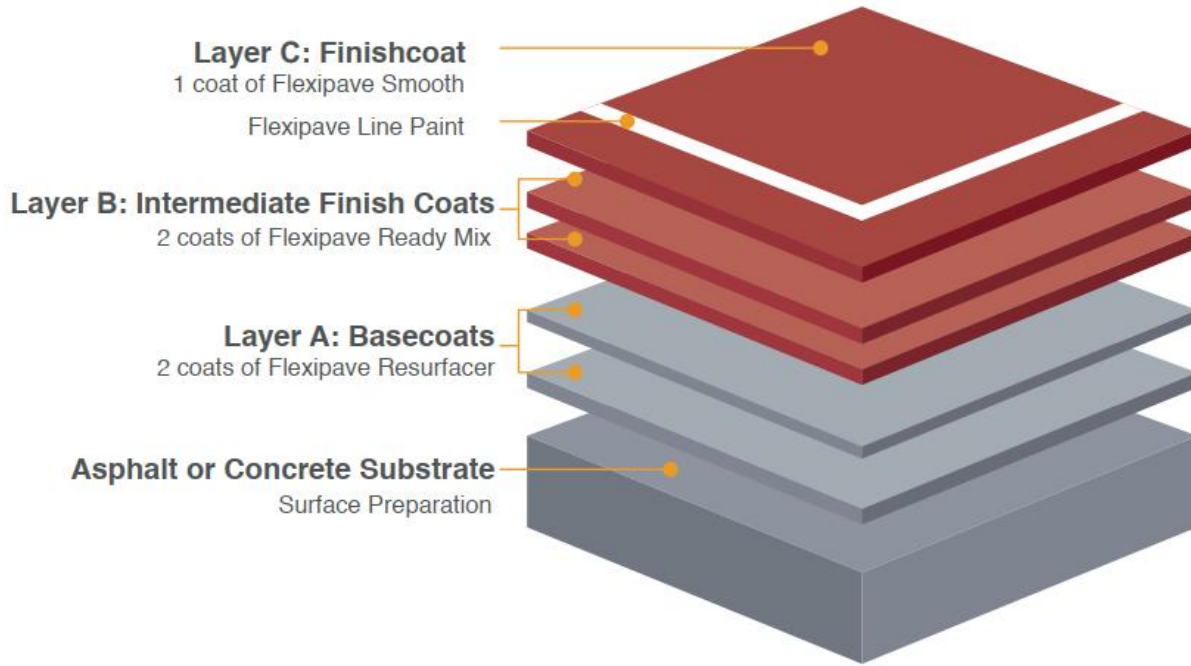 Layer C: Finishcoat
1 coat of Flexipave Smooth
Flexipave Line Paint
Layer B: Intermediate Finish Coats
2 coats of Flexipave Ready Mix
Layer A: Basecoats
2 coats of Flexipave Resurfacer
Asphalt or Concrete Substrate
Surface Preparation